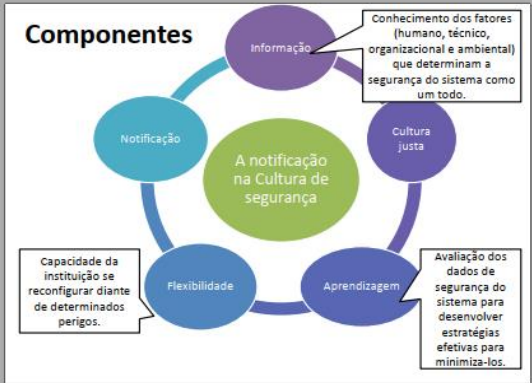 Componentes
Informação
Conhecimento dos fatores
(humano, técnico,
organizacional e ambiental)
que determinam a
segurança do sistema como
um todo.
Notificação
Cultura
justa
A notificação
na Cultura de
segurança
Capacidade da
instituição se
reconfigurar diante
de determinados
perigos.
Flexibilidade
Aprendizagem
Avaliação dos
dados de
segurança do
sistema para
desenvolver
estratégias
efetivas para
minimiza-los.